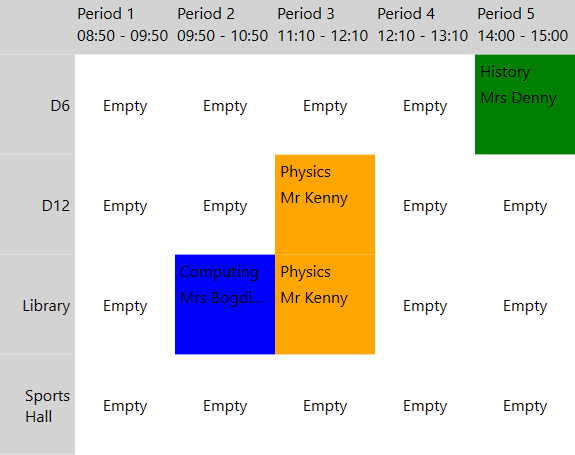 Period 1 Period 2 Period 3 Period 4 Period 5
08:50 - 09:50 09:50 - 10:50 11:10 - 12:10 12:10 - 13:10 14:00 - 15:00
D6 Empty Empty Empty Empty History
Mrs Denny
D12 Empty Empty Physics Empty Empty
Mr Kenny
Library Empty Computing Physics Empty Empty
Mrs Bogdi... Mr Kenny
Sports
Hall Empty Empty Empty Empty Empty